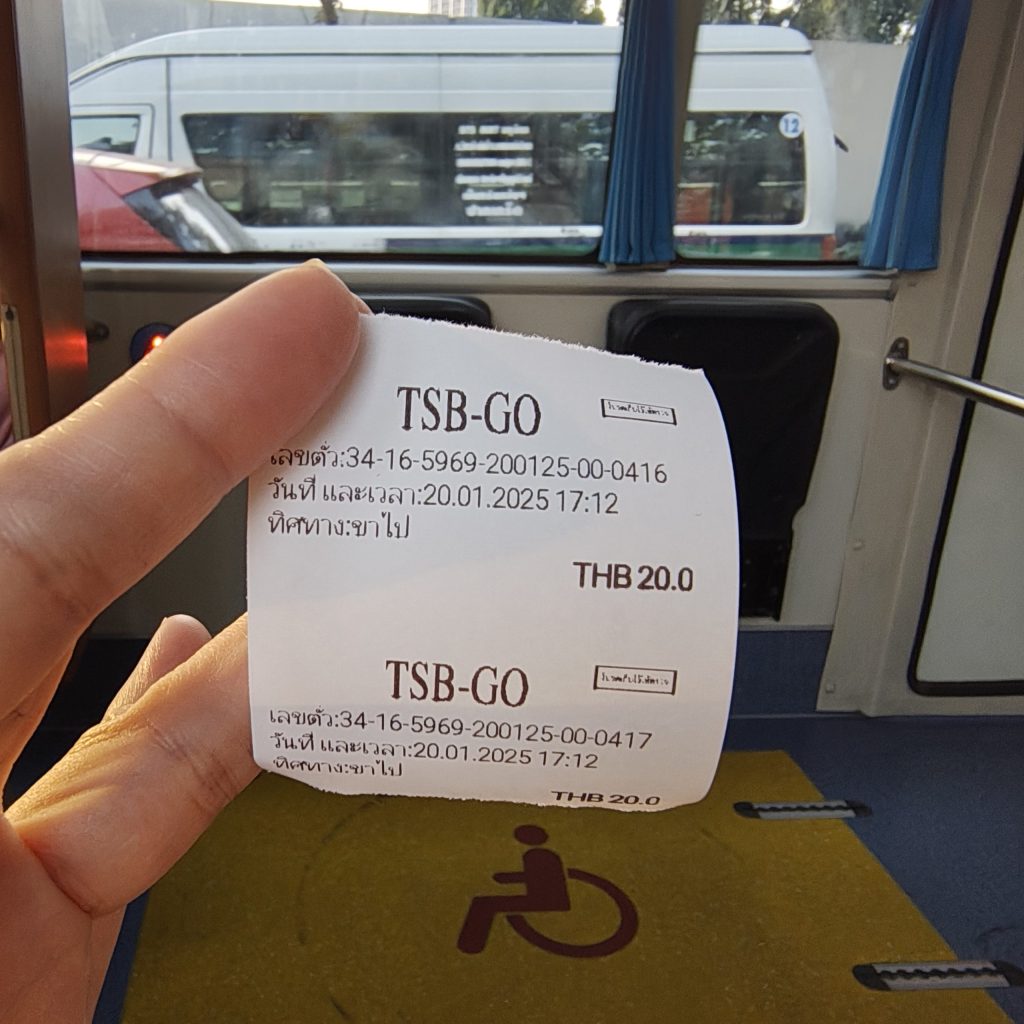 12
TSB-GO
เลขตั๋ว:34-16-5969-200125-00-0416
วันที่ และเวลา:20.01.2025 17:12
ทิศทาง:ขาไป
THB 20.0
TSB-GO
เลขตั๋ว:34-16-5969-200125-00-0417
วันที่ และเวลา:20.01.2025 17:12
ทิศทาง:ขาไป
THB 20.0